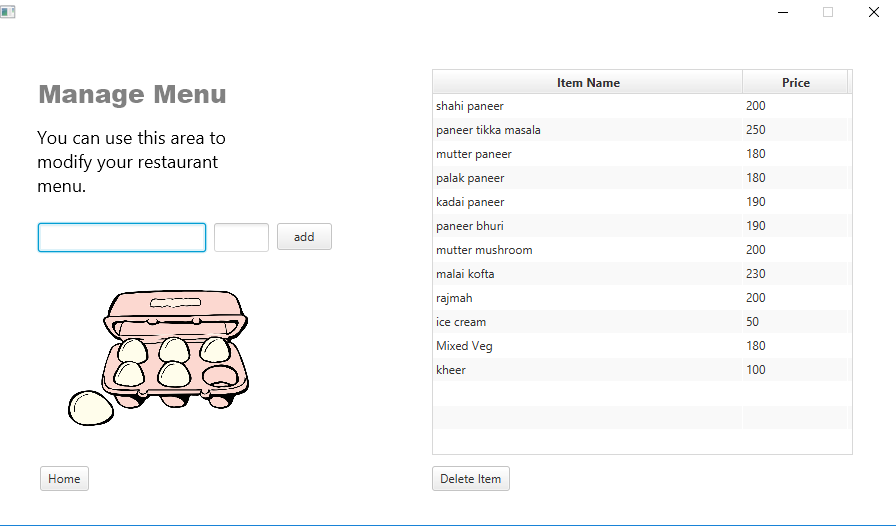 Manage Menu
You can use this area to
modify your restaurant
menu.
add
Home
Item Name Price
shahi paneer 200
paneer tikka masala 250
mutter paneer 180
palak paneer 180
kadai paneer 190
paneer bhuri 190
mutter mushroom 200
malai kofta 230
rajmah 200
ice cream 50
Mixed Veg 180
kheer 100
Delete Item